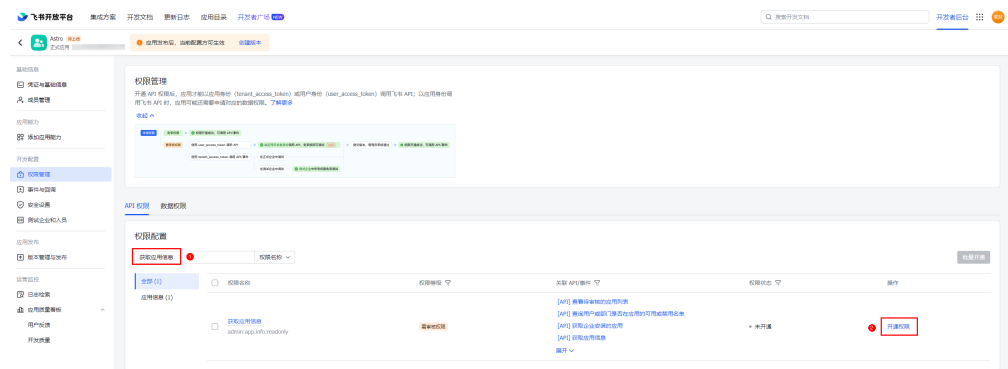 飞书开放平台 集成方案 开发文档 更新日志 应用目录 开发者广场 NEW 搜索开发文档 开发者后台
Astro 待上线
正式应用
应用发布后，当前配置方可生效 创建版本
基础信息
凭证与基础信息
成员管理
应用能力
添加应用能力
开发配置
权限管理
事件与回调
安全设置
测试企业和人员
应用发布
版本管理与发布
运营监控
日志检索
应用质量看板
用户反馈
开发质量
权限管理
开通 API 权限后，应用才能以应用身份（tenant_access_token）或用户身份（user_access_token）调用飞书 API；以应用身份调
用飞书 API 时，应用可能还需要申请对应的数据权限。了解更多
收起
API 权限 数据权限
权限配置
获取应用信息 1 权限名称 批量开通
全部 (1)
应用信息 (1)
权限名称 权限等级 关联 API/事件 权限状态 操作
获取应用信息
admin:app.info:readonly
需审核权限
[API] 查看待审核的应用列表
[API] 查询用户或部门是否在应用的可用或禁用名单
[API] 获取企业安装的应用
[API] 获取应用信息
展开
未开通
2 开通权限